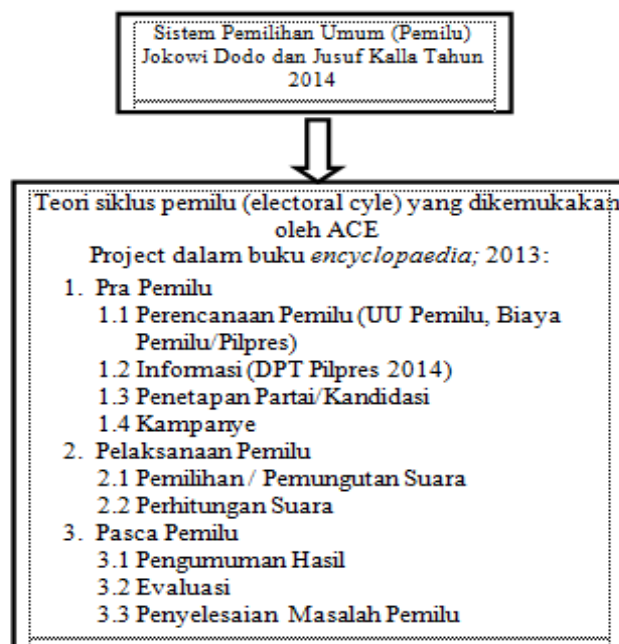 Sistem Pemilihan Umum (Pemilu)
Jokowi Dodo dan Jusuf Kalla Tahun
2014
Teori siklus pemilu (electoral cyle) yang dikemukakan
oleh ACE
Project dalam buku encyclopaedia; 2013:
1. Pra Pemilu
1.1 Perencanaan Pemilu (UU Pemilu, Biaya
Pemilu/Pilpres)
1.2 Informasi (DPT Pilpres 2014)
1.3 Penetapan Partai/Kandidasi
1.4 Kampanye
2. Pelaksanaan Pemilu
2.1 Pemilihan / Pemungutan Suara
2.2 Perhitungan Suara
3. Pasca Pemilu
3.1 Pengumuman Hasil
3.2 Evaluasi
3.3 Penyelesaian Masalah Pemilu